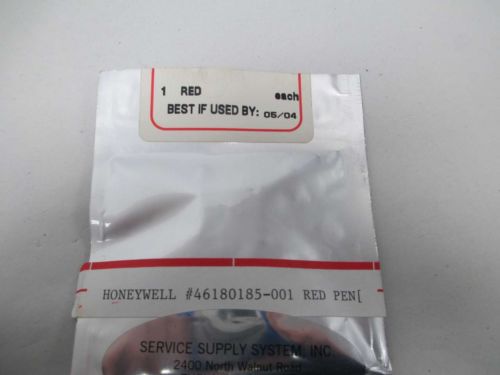 1 RED each
BEST IF USED BY: 05/04
HONEYWELL #46180185-001 RED PEN[
SERVICE SUPPLY SYSTEM, INC.
2400 North Walnut Road